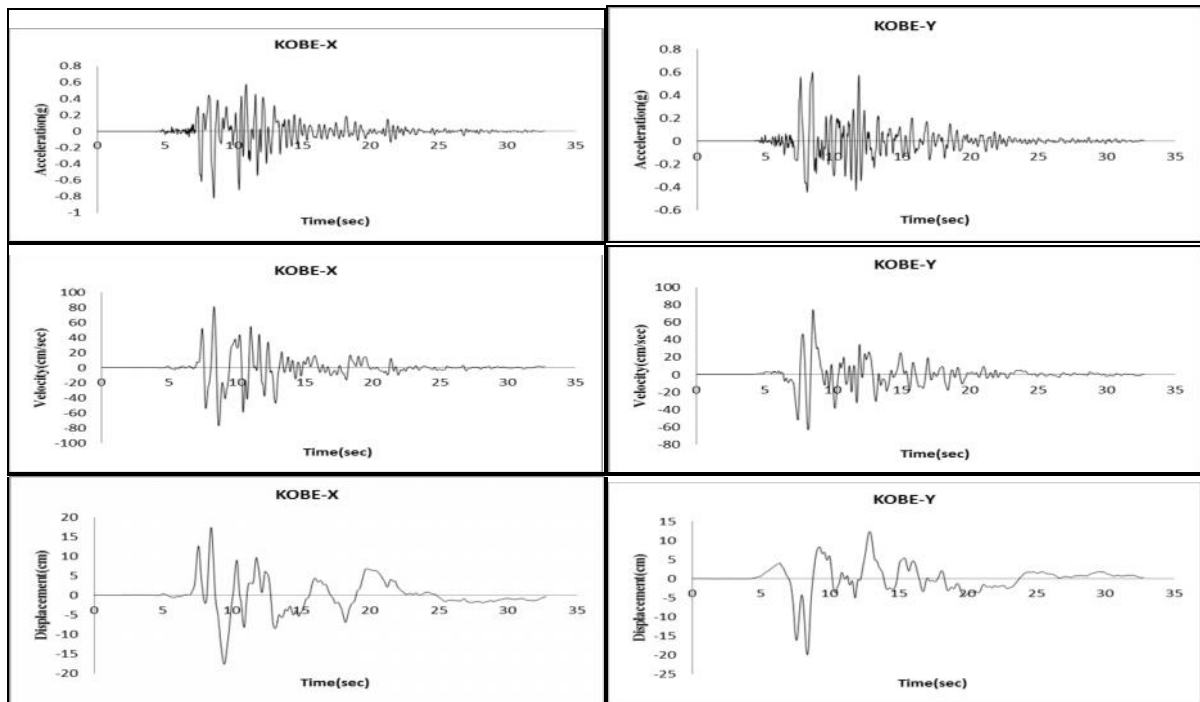 KOBE-X
Acceleration(g)
0.8
0.6
0.4
0.2
0
-0.2
-0.4
-0.6
-0.8
-1
0 5 10 15 20 25 30 35
Time(sec)
KOBE-Y
Acceleration(g)
0.8
0.6
0.4
0.2
0
-0.2
-0.4
-0.6
0 5 10 15 20 25 30 35
Time(sec)
KOBE-X
Velocity(cm/sec)
100
80
60
40
20
0
-20
-40
-60
-80
-100
0 5 10 15 20 25 30 35
Time(sec)
KOBE-Y
Velocity(cm/sec)
100
80
60
40
20
0
-20
-40
-60
-80
0 5 10 15 20 25 30 35
Time(sec)
KOBE-X
Displacement(cm)
20
15
10
5
0
-5
-10
-15
-20
0 5 10 15 20 25 30 35
Time(sec)
KOBE-Y
Displacement(cm)
15
10
5
0
-5
-10
-15
-20
-25
0 5 10 15 20 25 30 35
Time(sec)